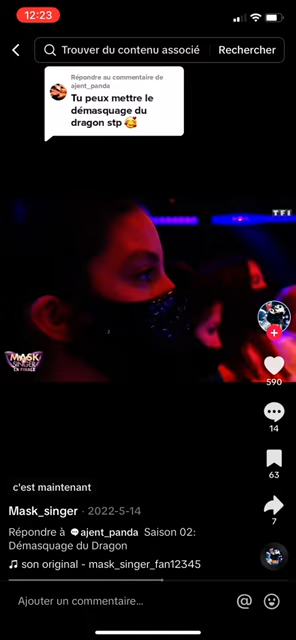 12:23
Trouver du contenu associé
Rechercher
Répondre au commentaire de
ajent_panda
Tu peux mettre le
démasquage du
dragon stp 🥰
TF1
MASK
SINGER
LA FINALE
590
14
63
7
c'est maintenant
Mask_singer · 2022-5-14
Répondre à ajent_panda Saison 02:
Démasquage du Dragon
son original - mask_singer_fan12345
Ajouter un commentaire...